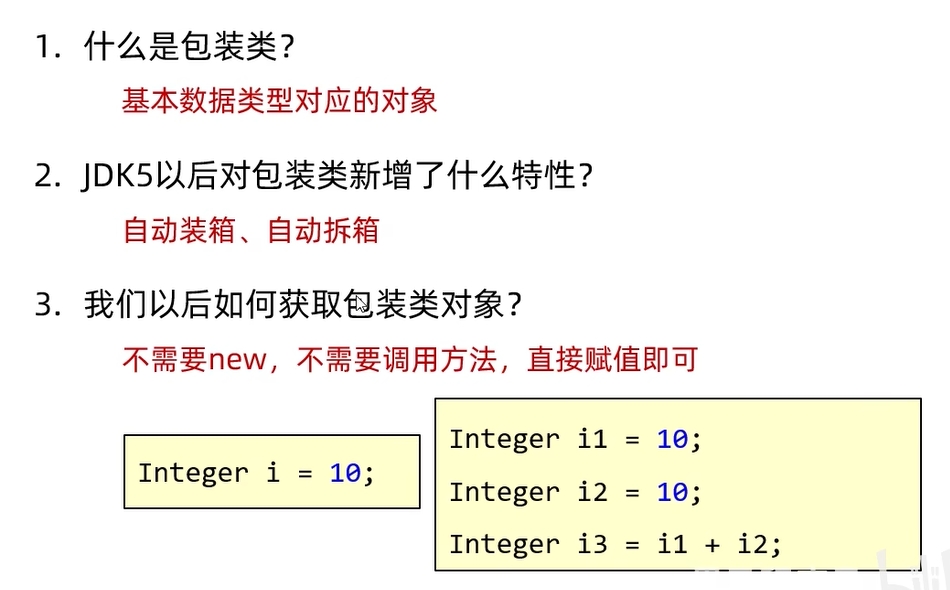 1. 什么是包装类？
基本数据类型对应的对象
2. JDK5以后对包装类新增了什么特性？
自动装箱、自动拆箱
3. 我们以后如何获取包装类对象？
不需要new，不需要调用方法，直接赋值即可
Integer i = 10;
Integer i1 = 10;
Integer i2 = 10;
Integer i3 = i1 + i2;